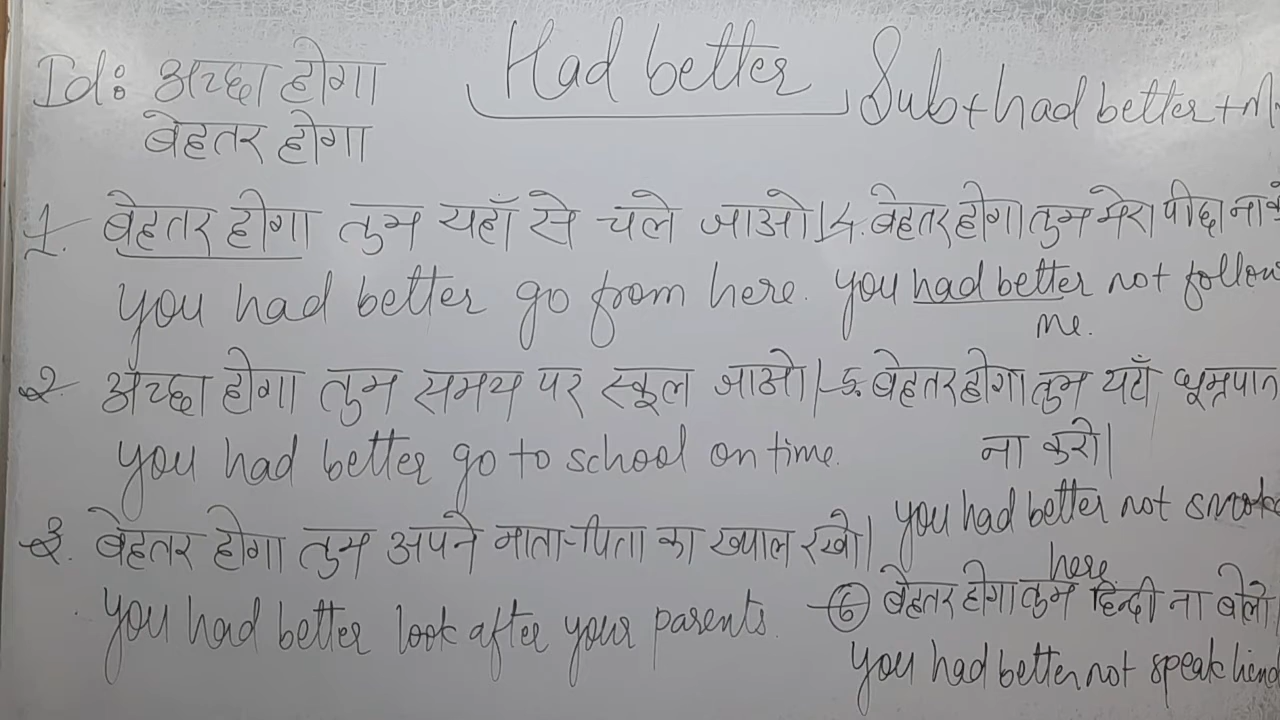 Had better
Id: अच्छा होगा
बेहतर होगा
Sub + had better +
1. बेहतर होगा तुम यहाँ से चले जाओ।
you had better go from here.
2. अच्छा होगा तुम समय पर स्कूल जाओ।
you had better go to school on time.
3. बेहतर होगा तुम अपने माता-पिता का ख्याल रखो।
you had better look after your parents.
4. बेहतर होगा तुम मेरा पीछा ना
you had better not follow
me.
5. बेहतर होगा तुम यहाँ धूम्रपान
ना करो।
you had better not smoke
here.
6 बेहतर होगा तुम हिन्दी ना बोलो
you had better not speak